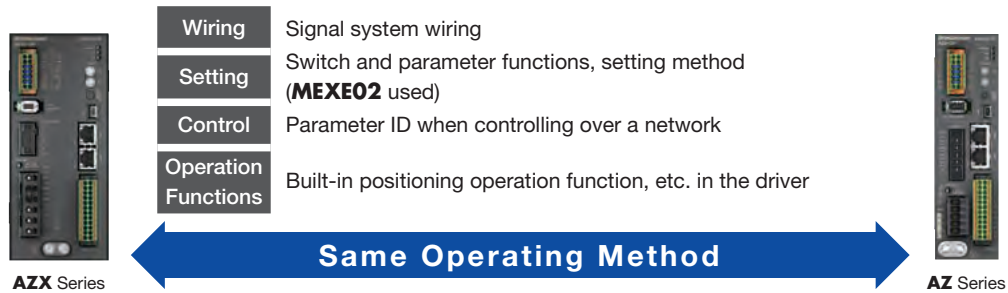 Wiring Signal system wiring
Setting Switch and parameter functions, setting method
(MEXE02 used)
Control Parameter ID when controlling over a network
Operation
Functions Built-in positioning operation function, etc. in the driver
Same Operating Method
AZX Series
AZ Series